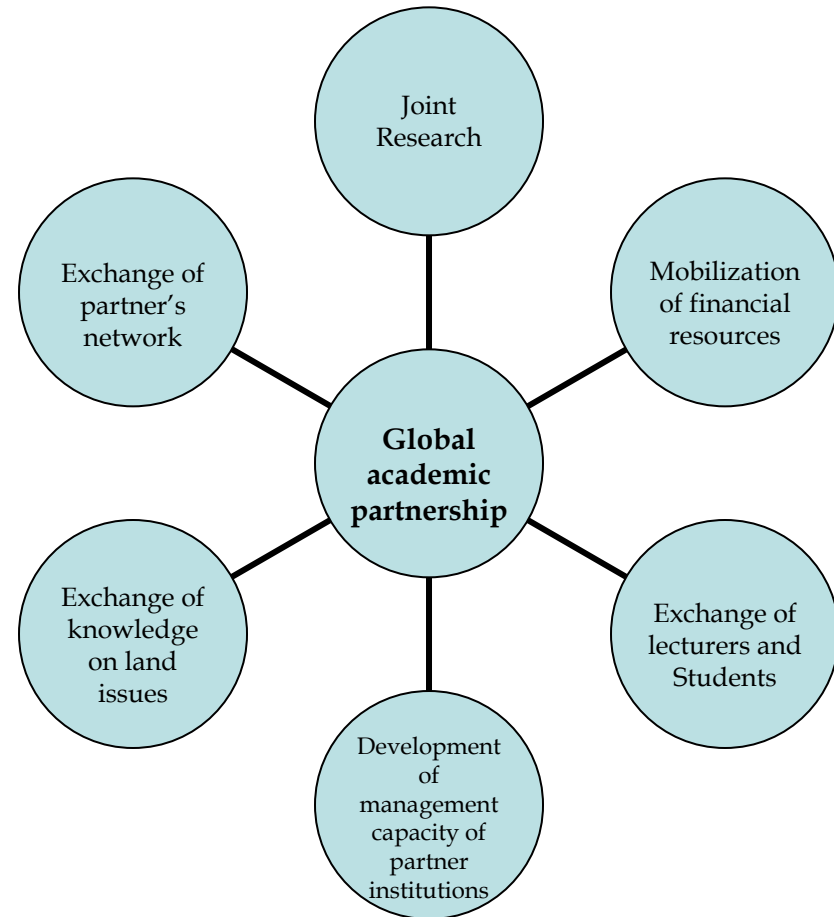 Joint
Research
Exchange of
partner’s
network
Mobilization
of financial
resources
Global
academic
partnership
Exchange of
knowledge
on land
issues
Exchange of
lecturers and
Students
Development
of
management
capacity of
partner
institutions